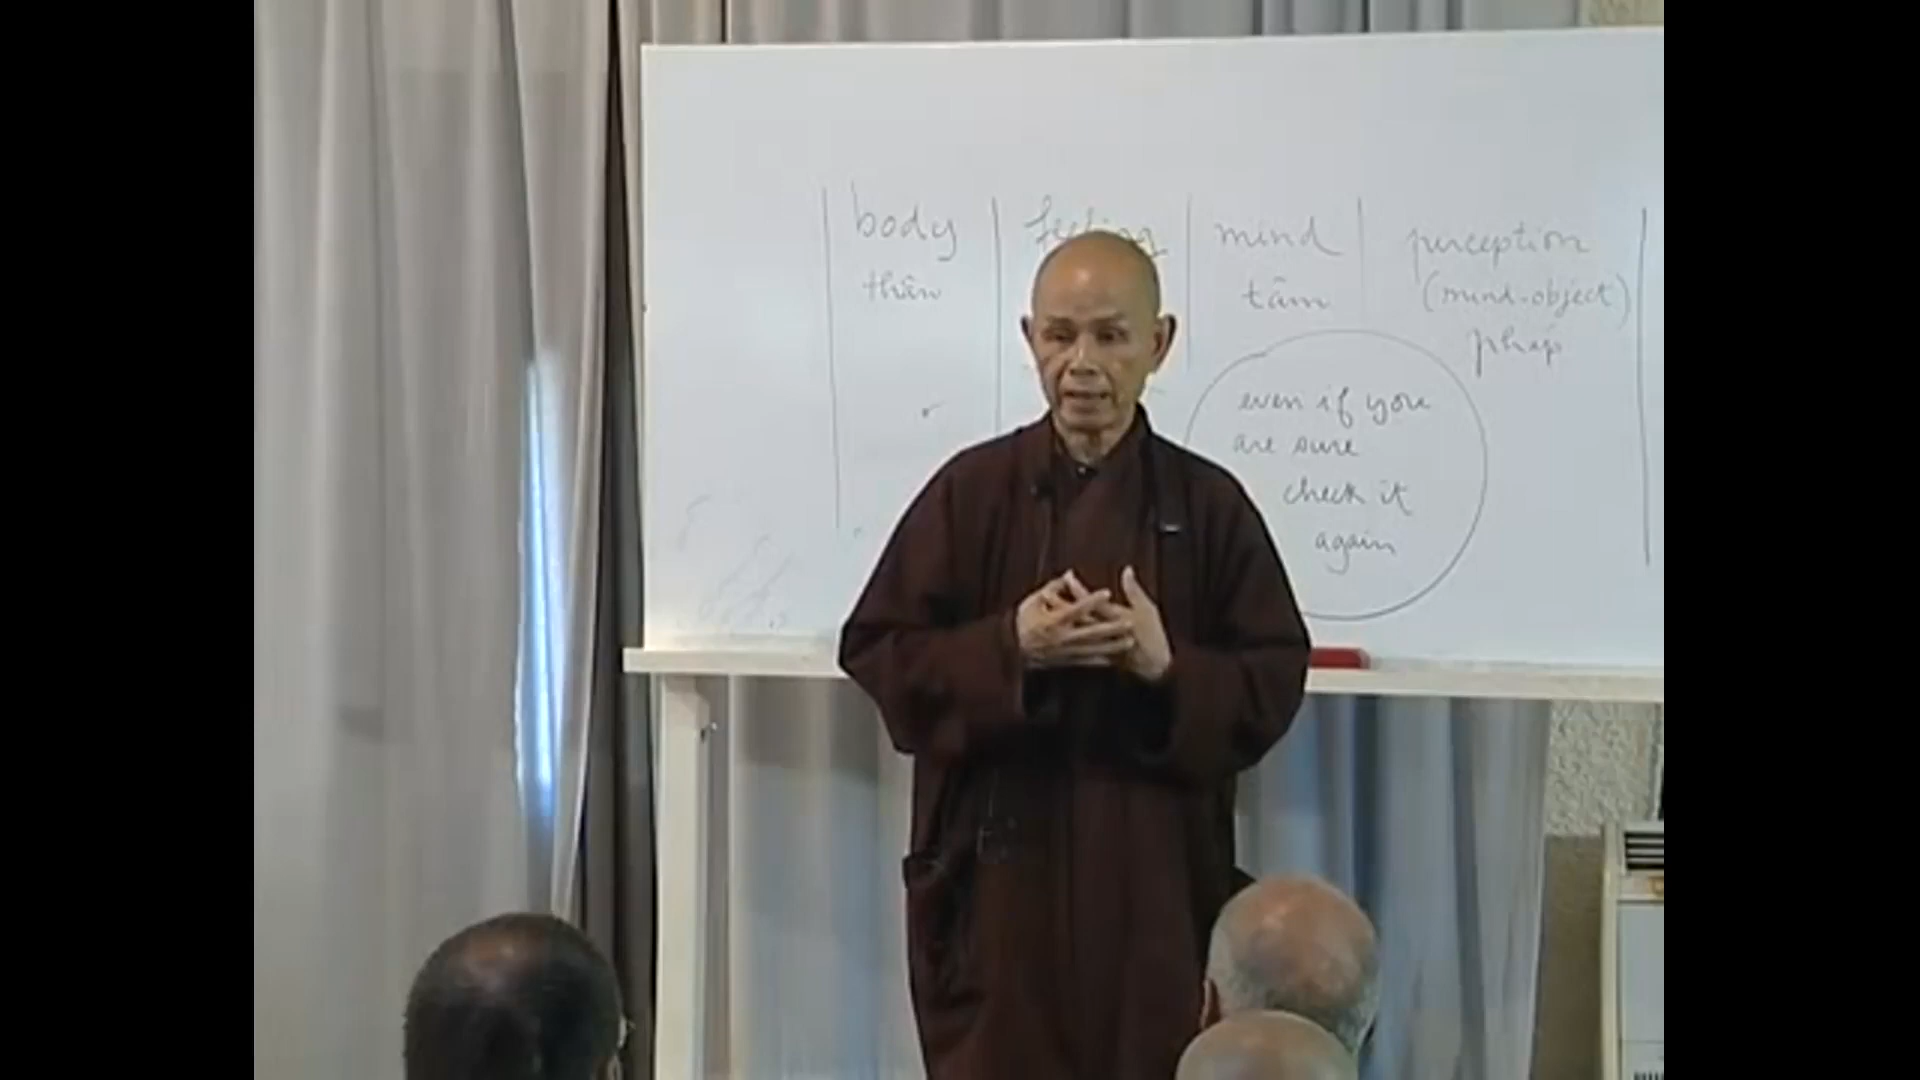 body
thân
feeling
mind
tâm
perception
(mind-object)
pháp
even if you
are sure
check it
again